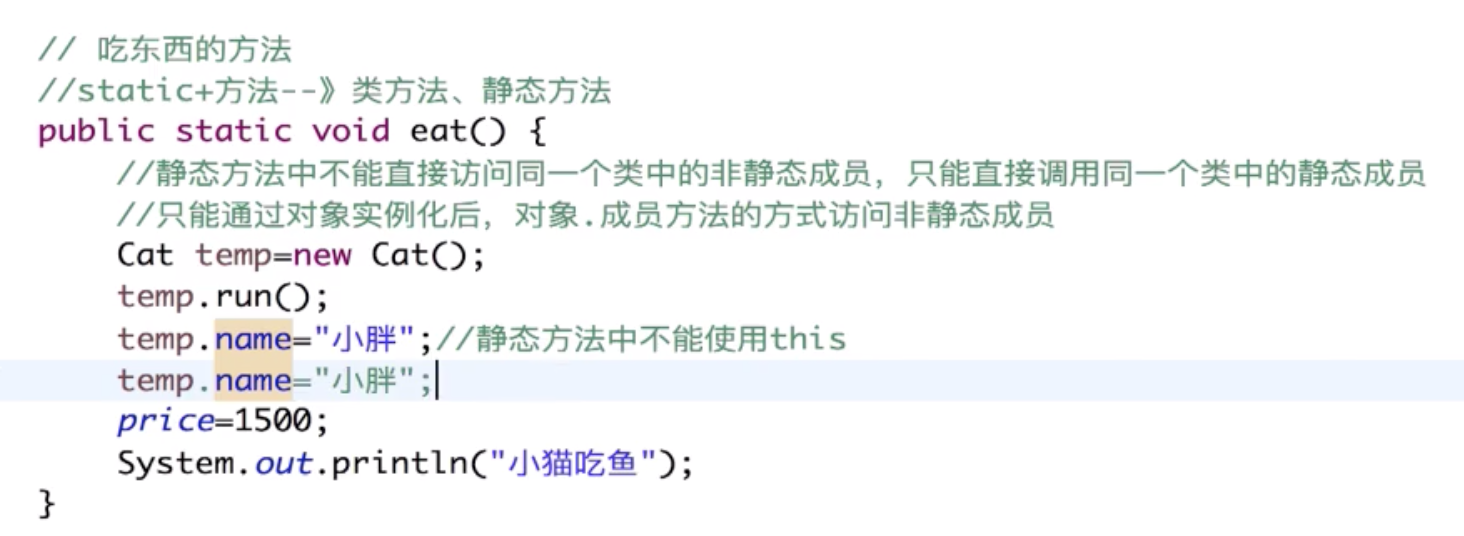 // 吃东西的方法
//static+方法--》类方法、静态方法
public static void eat() {
//静态方法中不能直接访问同一个类中的非静态成员，只能直接调用同一个类中的静态成员
//只能通过对象实例化后，对象.成员方法的方式访问非静态成员
Cat temp=new Cat();
temp.run();
temp.name="小胖";//静态方法中不能使用this
temp.name="小胖";
price=1500;
System.out.println("小猫吃鱼");
}